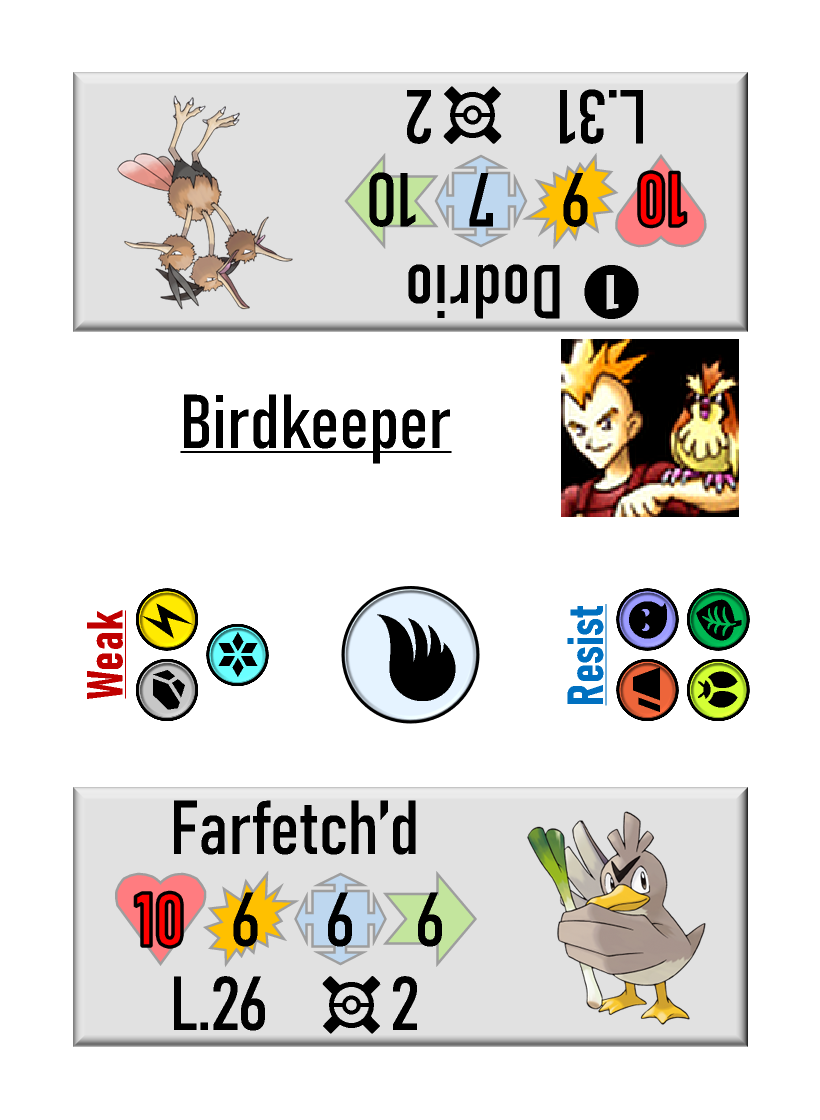 1 Dodrio
10 9 7 10
L.31 2
Birdkeeper
Weak
Resist
Farfetch’d
10 6 6 6
L.26 2